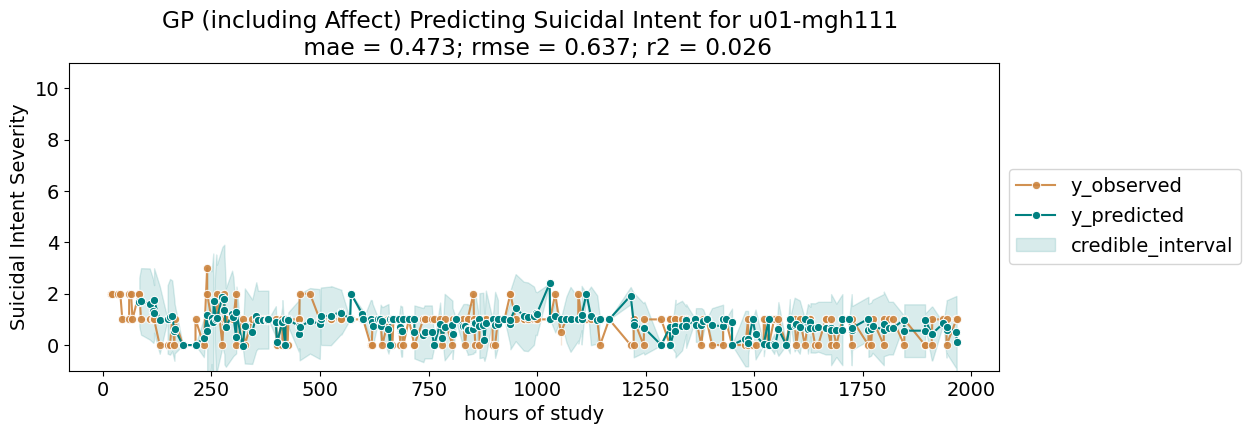 GP (including Affect) Predicting Suicidal Intent for u01-mgh111
mae = 0.473; rmse = 0.637; r2 = 0.026
Suicidal Intent Severity
10
8
6
4
2
0
0 250 500 750 1000 1250 1500 1750 2000
hours of study
y_observed
y_predicted
credible_interval